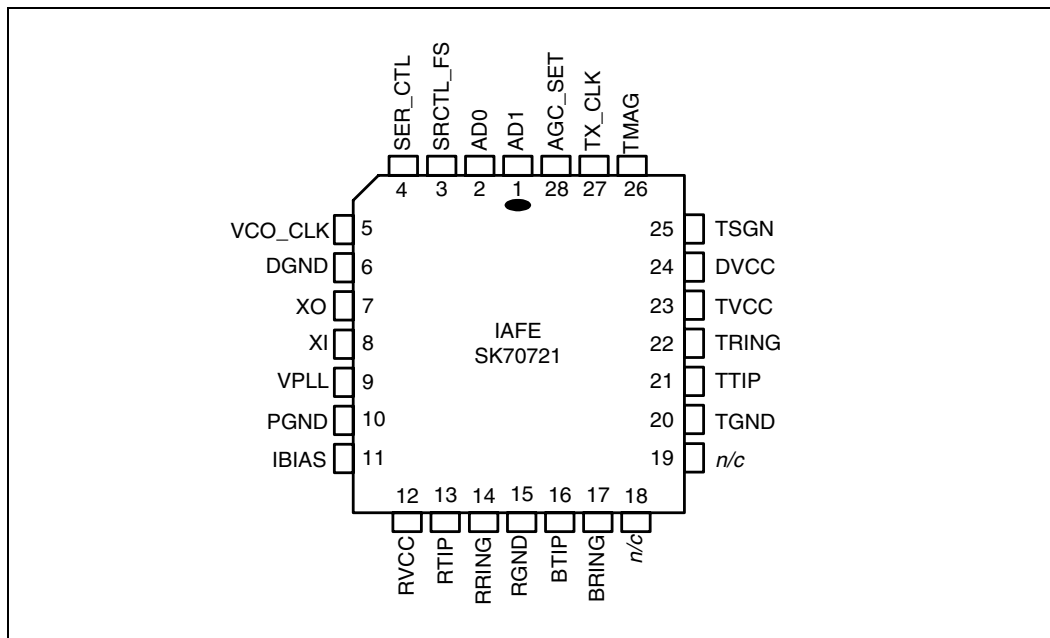 SER_CTL
SRCTL_FS
AD0
AD1
AGC_SET
TX_CLK
TMAG
4
3
2
1
28
27
26
VCO_CLK 5
DGND 6
XO 7
XI 8
VPLL 9
PGND 10
IBIAS 11
IAFE
SK70721
25 TSGN
24 DVCC
23 TVCC
22 TRING
21 TTIP
20 TGND
19 n/c
12
13
14
15
16
17
18
RVCC
RTIP
RRING
RGND
BTIP
BRING
n/c